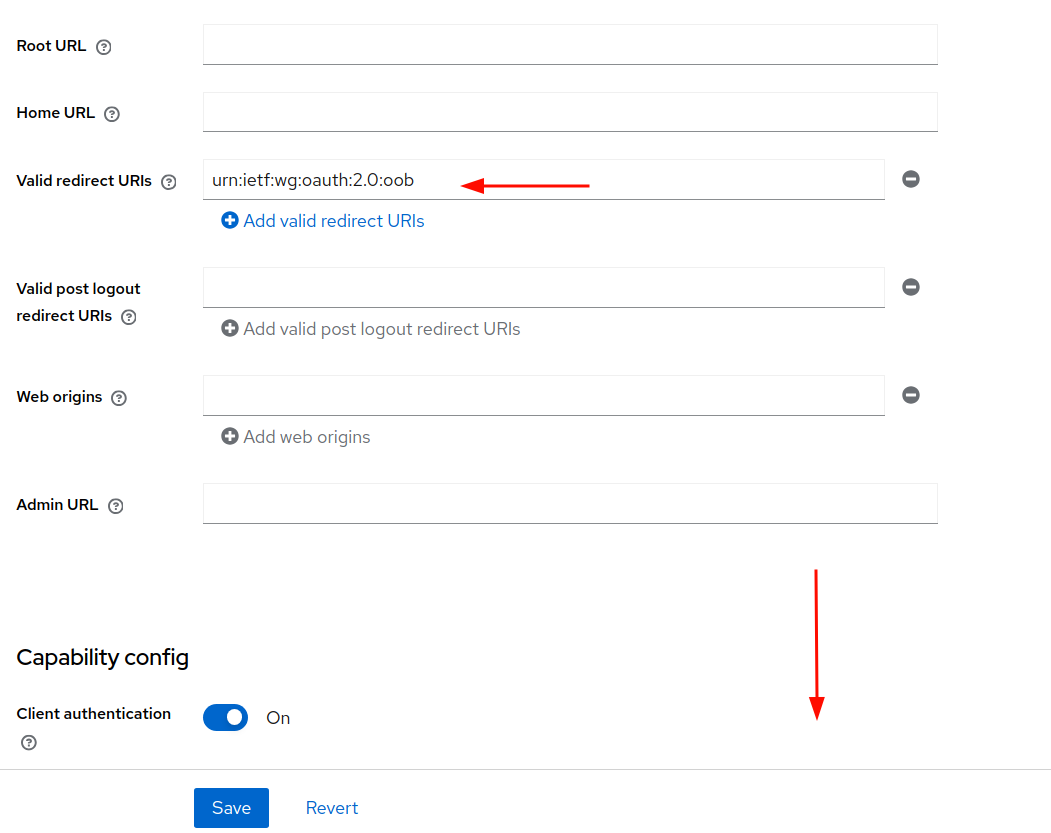 Root URL
Home URL
Valid redirect URIs
urn:ietf:wg:oauth:2.0:oob
Add valid redirect URIs
Valid post logout
redirect URIs
Add valid post logout redirect URIs
Web origins
Add web origins
Admin URL
Capability config
Client authentication
On
Save Revert